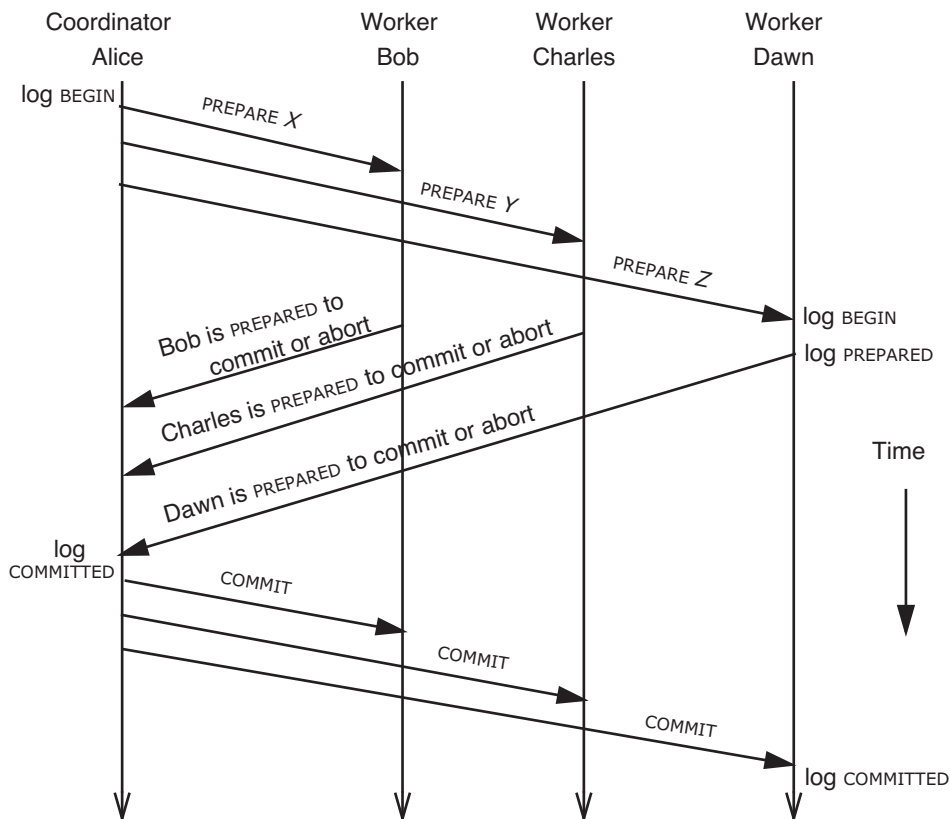 Coordinator
Alice
Worker
Bob
Worker
Charles
Worker
Dawn
log BEGIN
PREPARE X
PREPARE Y
PREPARE Z
log BEGIN
Bob is PREPARED to
commit or abort
log PREPARED
Charles is PREPARED to commit or abort
Dawn is PREPARED to commit or abort
Time
log
COMMITTED
COMMIT
COMMIT
COMMIT
log COMMITTED